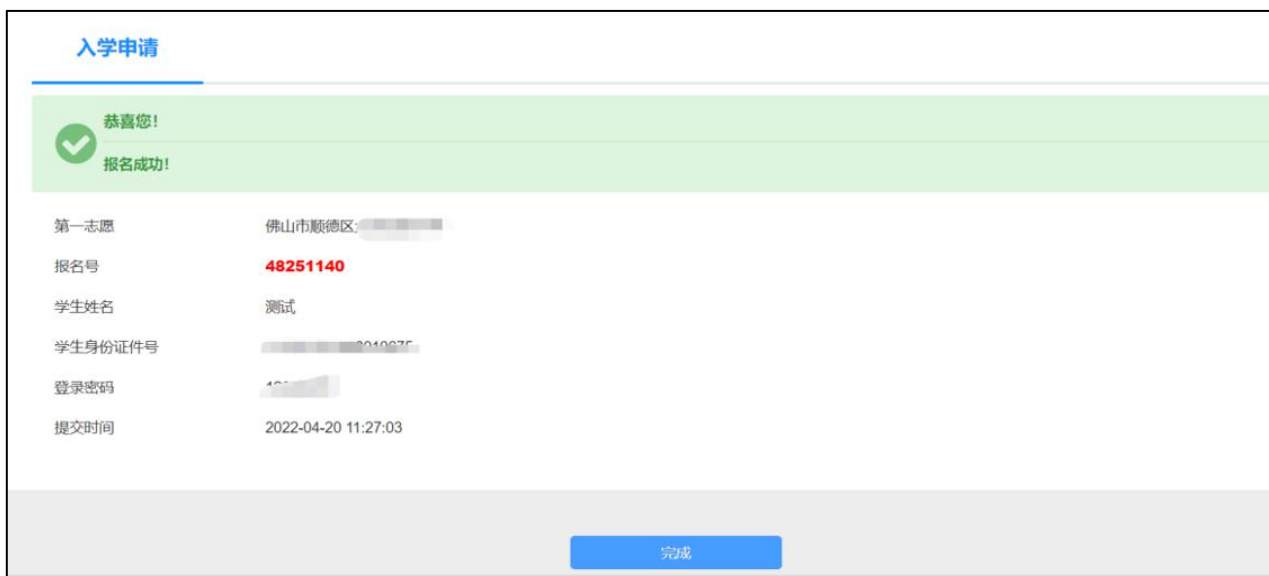 入学申请
恭喜您！
报名成功！
第一志愿 佛山市顺德区
报名号 48251140
学生姓名 测试
学生身份证件号
登录密码
提交时间 2022-04-20 11:27:03
完成